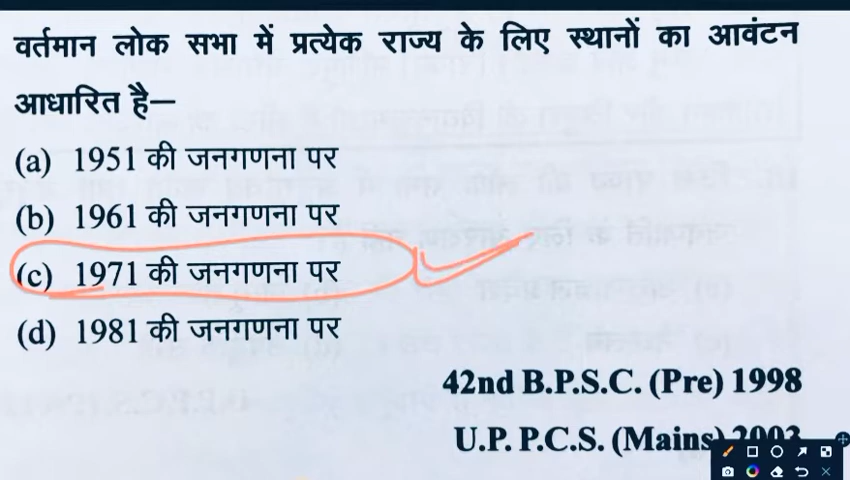 वर्तमान लोक सभा में प्रत्येक राज्य के लिए स्थानों का आवंटन
आधारित है–
(a) 1951 की जनगणना पर
(b) 1961 की जनगणना पर
(c) 1971 की जनगणना पर
(d) 1981 की जनगणना पर
42nd B.P.S.C. (Pre) 1998
U.P. P.C.S. (Mains) 2003